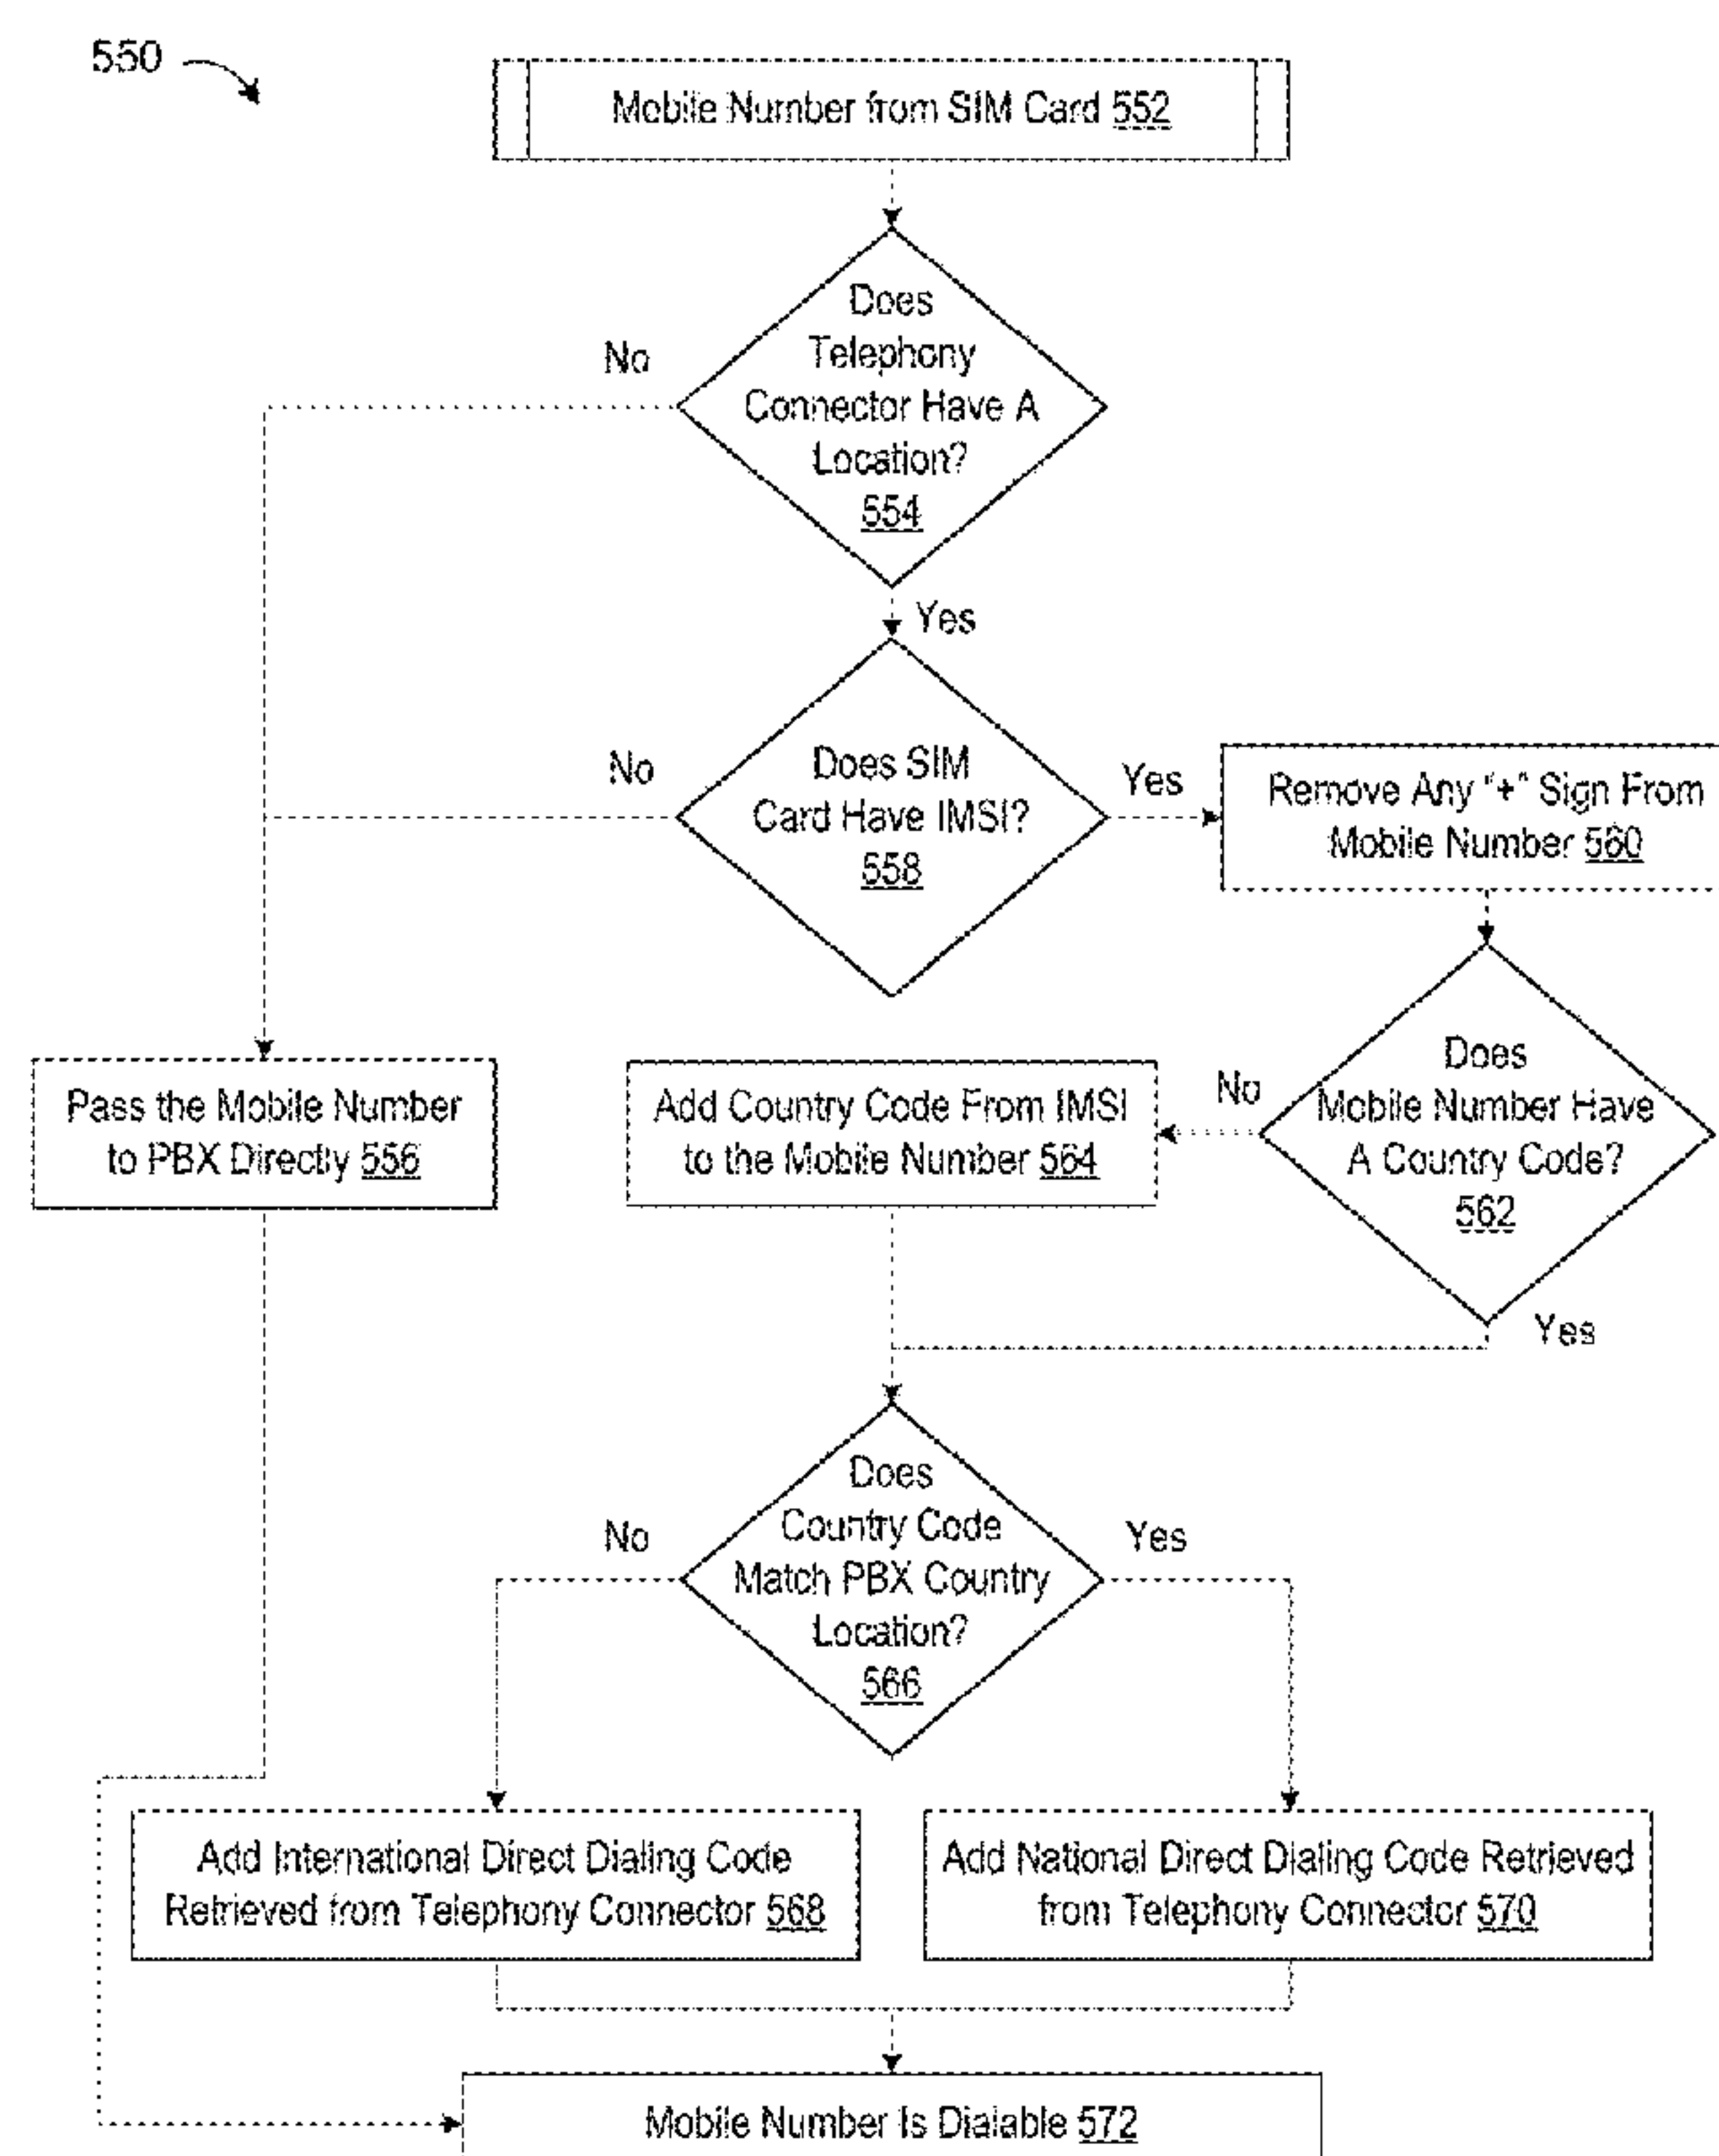 550
Mobile Number from SIM Card 552
Does
Telephony
Connector Have A
Location?
554
No
Yes
Does SIM
Card Have IMSI?
558
No
Yes
Remove Any "+" Sign From
Mobile Number 560
Does
Mobile Number Have
A Country Code?
562
No
Yes
Pass the Mobile Number
to PBX Directly 556
Add Country Code From IMSI
to the Mobile Number 564
Does
Country Code
Match PBX Country
Location?
566
No
Yes
Add International Direct Dialing Code
Retrieved from Telephony Connector 568
Add National Direct Dialing Code Retrieved
from Telephony Connector 570
Mobile Number Is Dialable 572